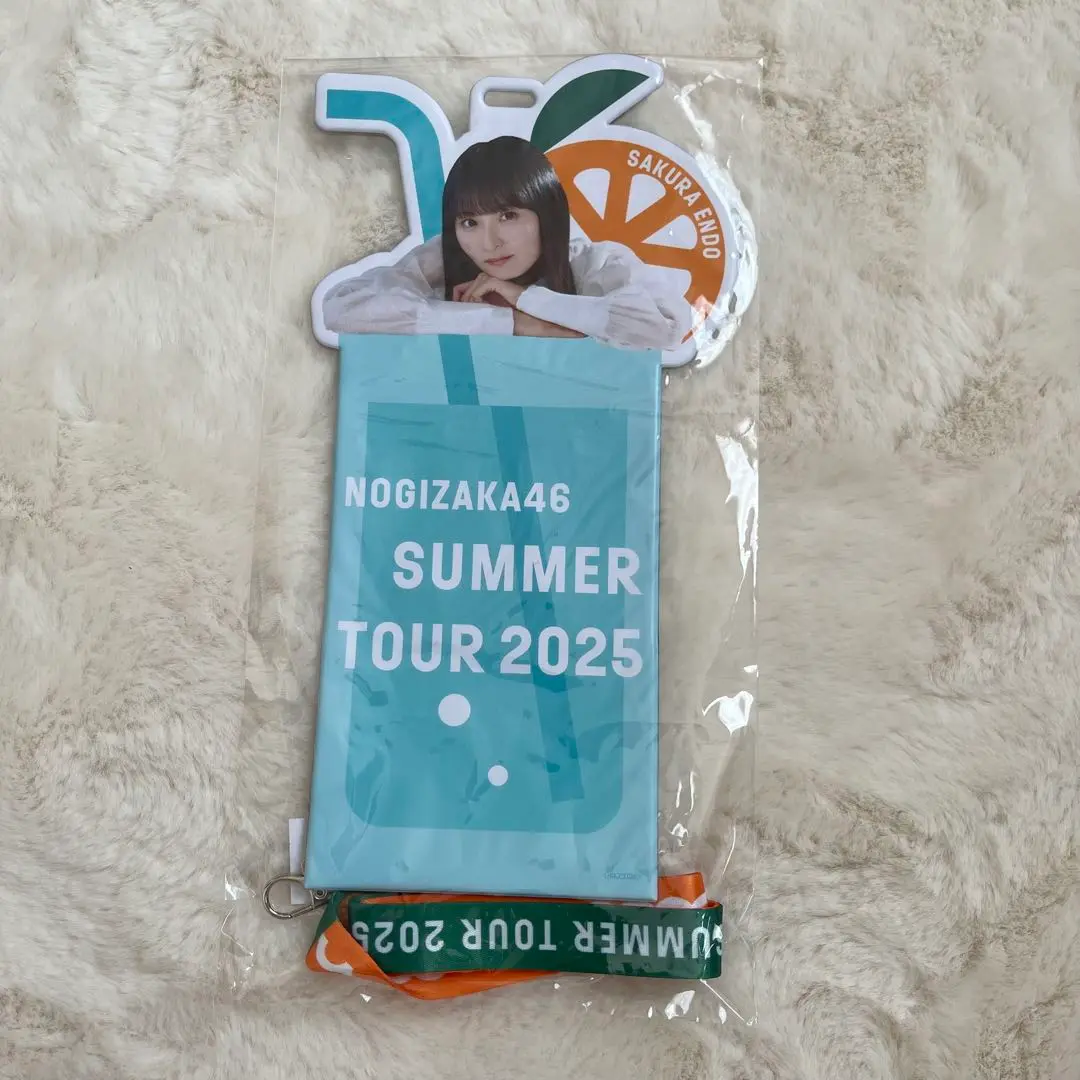 SAKURA ENDO
NOGIZAKA46
SUMMER
TOUR 2025
SUMMER TOUR 2025